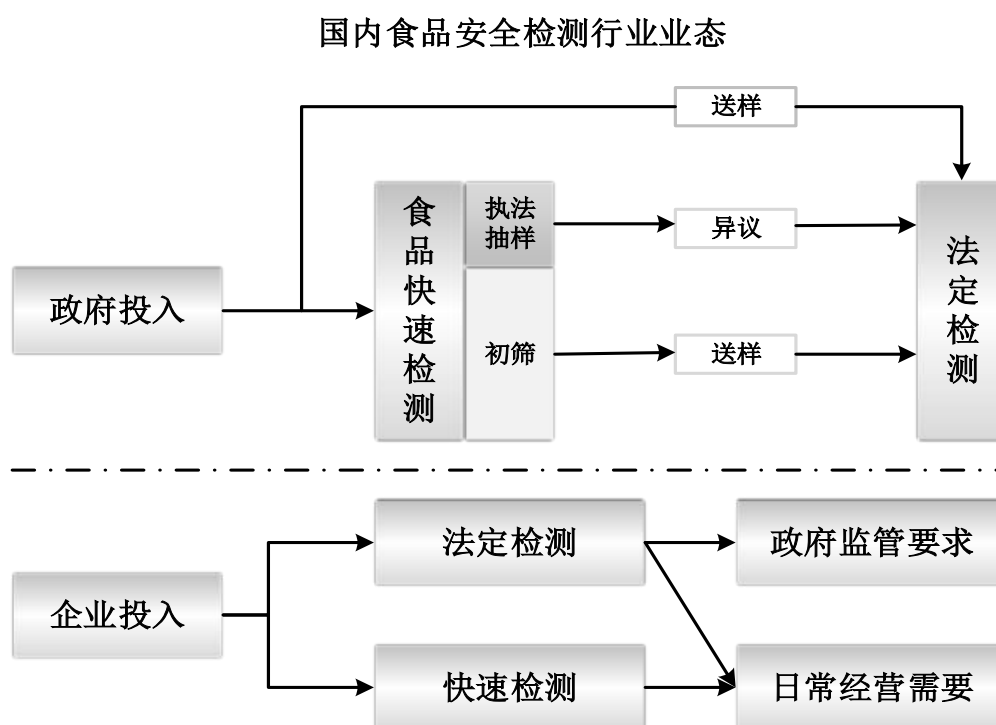 国内食品安全检测行业业态
送样
政府投入
食品快速检测
执法
抽样
初筛
异议
送样
法定检测
企业投入
法定检测
快速检测
政府监管要求
日常经营需要